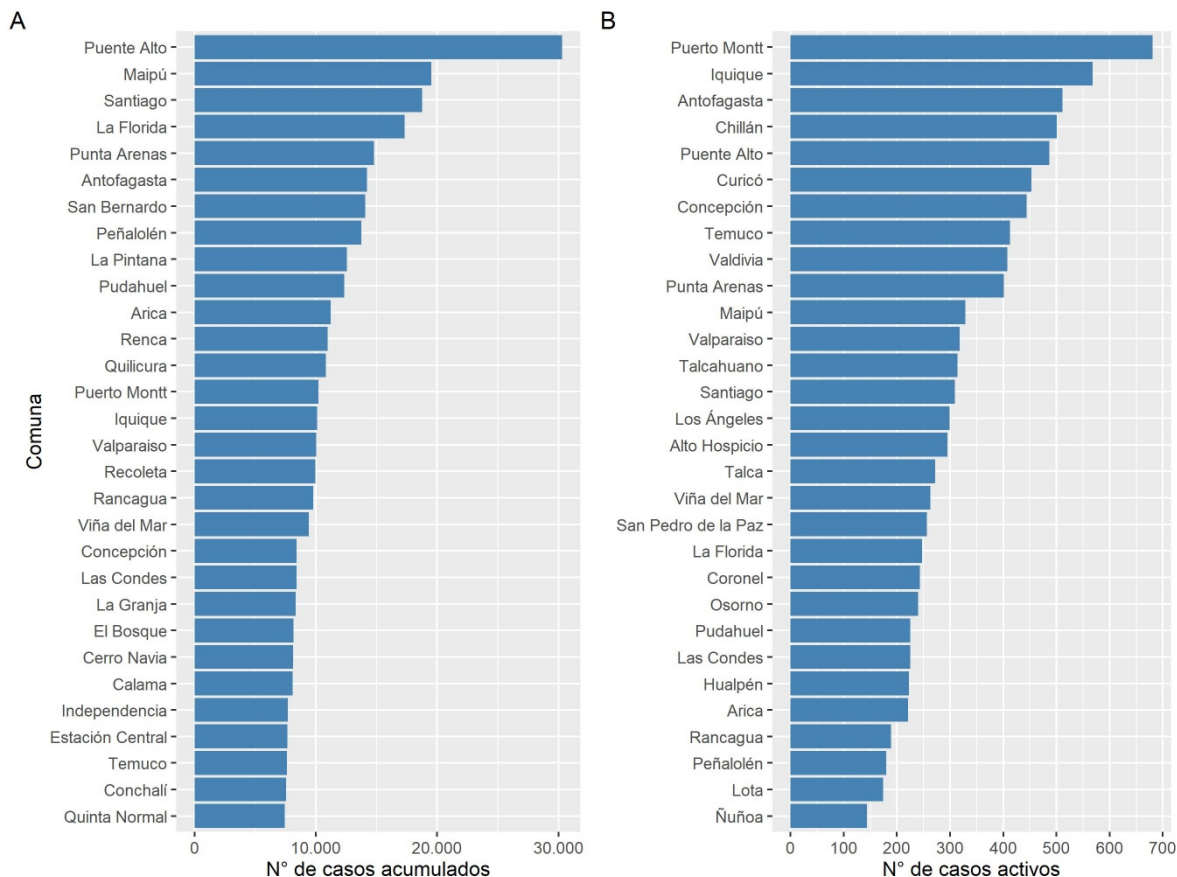 A
Comuna
Puente Alto
Maipú
Santiago
La Florida
Punta Arenas
Antofagasta
San Bernardo
Peñalolén
La Pintana
Pudahuel
Arica
Renca
Quilicura
Puerto Montt
Iquique
Valparaiso
Recoleta
Rancagua
Viña del Mar
Concepción
Las Condes
La Granja
El Bosque
Cerro Navia
Calama
Independencia
Estación Central
Temuco
Conchalí
Quinta Normal
0 10.000 20.000 30.000
N° de casos acumulados
B
Puerto Montt
Iquique
Antofagasta
Chillán
Puente Alto
Curicó
Concepción
Temuco
Valdivia
Punta Arenas
Maipú
Valparaiso
Talcahuano
Santiago
Los Ángeles
Alto Hospicio
Talca
Viña del Mar
San Pedro de la Paz
La Florida
Coronel
Osorno
Pudahuel
Las Condes
Hualpén
Arica
Rancagua
Peñalolén
Lota
Ñuñoa
0 100 200 300 400 500 600 700
N° de casos activos